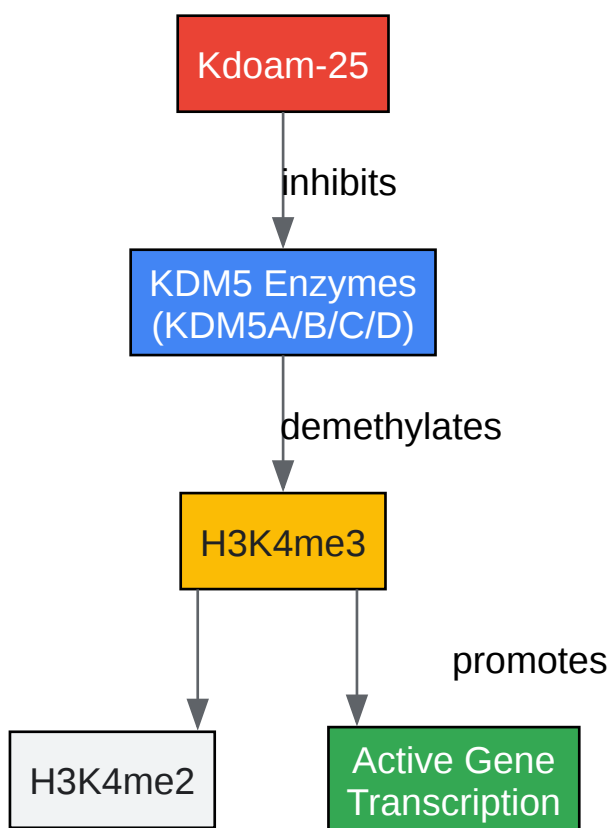 Kdoam-25
inhibits
KDM5 Enzymes
(KDM5A/B/C/D)
demethylates
H3K4me3
promotes
H3K4me2
Active Gene
Transcription